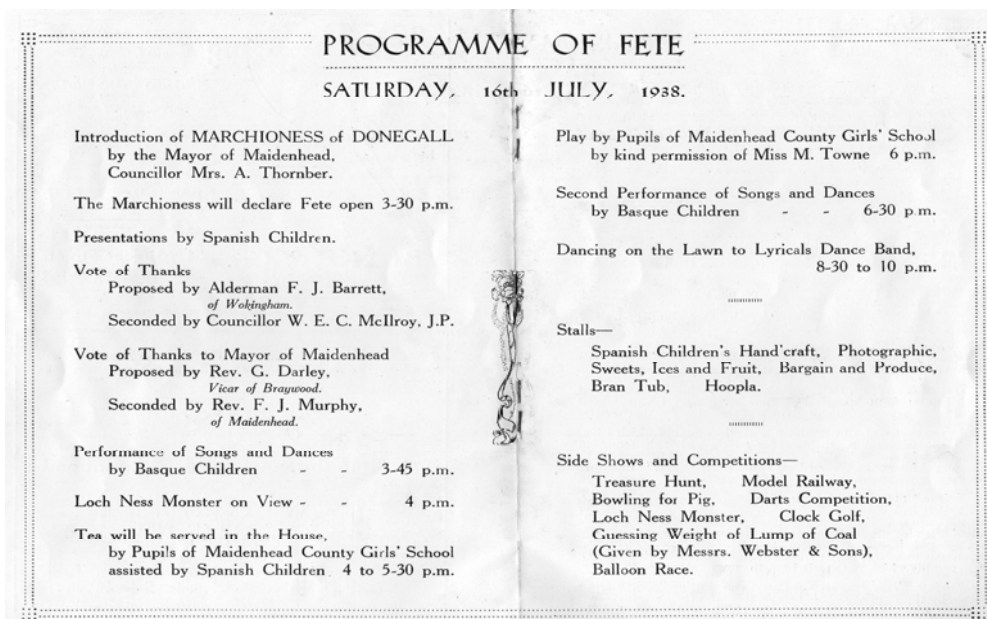 PROGRAMME OF FETE
SATURDAY, 16th JULY, 1938.
Introduction of MARCHIONESS of DONEGALL
by the Mayor of Maidenhead,
Councillor Mrs. A. Thornber.
The Marchioness will declare Fete open 3-30 p.m.
Presentations by Spanish Children.
Vote of Thanks
Proposed by Alderman F. J. Barrett,
of Wokingham.
Seconded by Councillor W. E. C. McIlroy, J.P.
Vote of Thanks to Mayor of Maidenhead
Proposed by Rev. G. Darley,
Vicar of Braywood.
Seconded by Rev. F. J. Murphy,
of Maidenhead.
Performance of Songs and Dances
by Basque Children - - 3-45 p.m.
Loch Ness Monster on View - - 4 p.m.
Tea will be served in the House,
by Pupils of Maidenhead County Girls' School
assisted by Spanish Children 4 to 5-30 p.m.
Play by Pupils of Maidenhead County Girls' School
by kind permission of Miss M. Towne 6 p.m.
Second Performance of Songs and Dances
by Basque Children - - 6-30 p.m.
Dancing on the Lawn to Lyricals Dance Band,
8-30 to 10 p.m.
Stalls—
Spanish Children's Hand'craft, Photographic,
Sweets, Ices and Fruit, Bargain and Produce,
Bran Tub, Hoopla.
Side Shows and Competitions—
Treasure Hunt, Model Railway,
Bowling for Pig, Darts Competition,
Loch Ness Monster, Clock Golf,
Guessing Weight of Lump of Coal
(Given by Messrs. Webster & Sons),
Balloon Race.